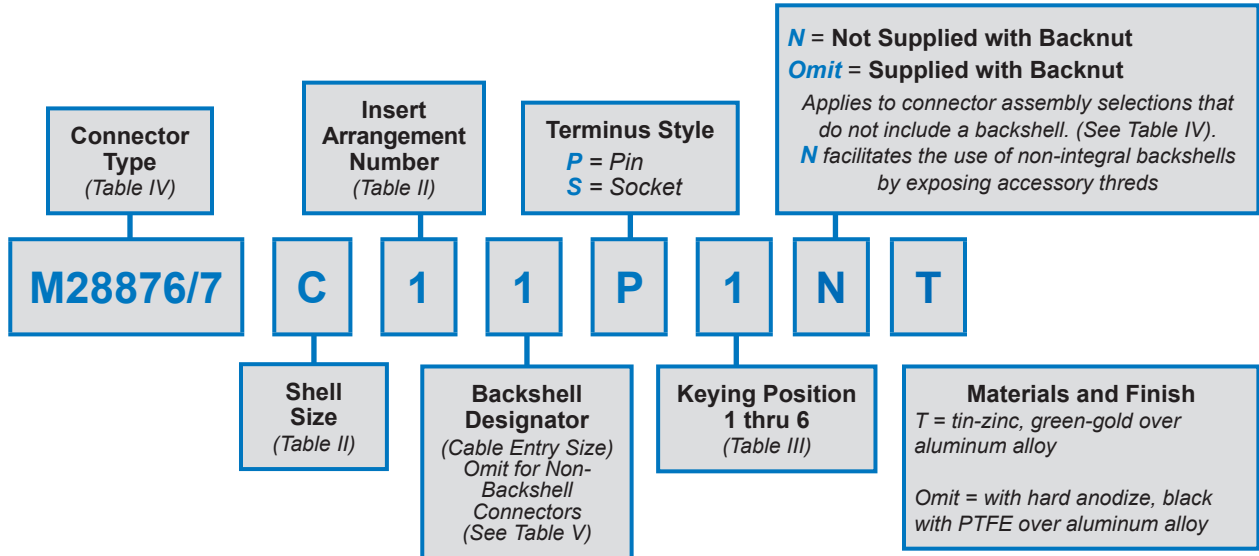 N = Not Supplied with Backnut
Omit = Supplied with Backnut
Applies to connector assembly selections that
do not include a backshell. (See Table IV).
N facilitates the use of non-integral backshells
by exposing accessory threds
Connector
Type
(Table IV)
Insert
Arrangement
Number
(Table II)
Terminus Style
P = Pin
S = Socket
M28876/7 C 1 1 P 1 N T
Shell
Size
(Table II)
Backshell
Designator
(Cable Entry Size)
Omit for Non-
Backshell
Connectors
(See Table V)
Keying Position
1 thru 6
(Table III)
Materials and Finish
T = tin-zinc, green-gold over
aluminum alloy
Omit = with hard anodize, black
with PTFE over aluminum alloy